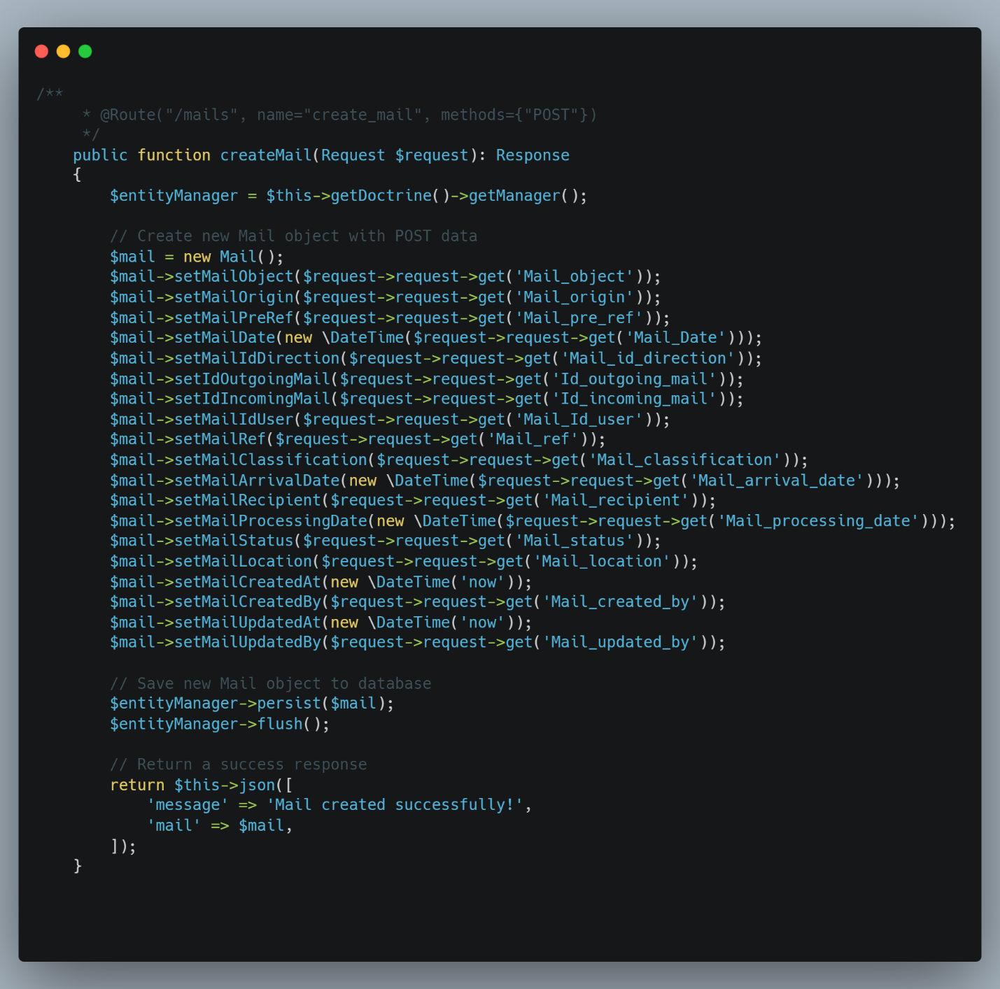 /**
     * @Route("/mails", name="create_mail", methods={"POST"})
     */
    public function createMail(Request $request): Response
    {
        $entityManager = $this->getDoctrine()->getManager();

        // Create new Mail object with POST data
        $mail = new Mail();
        $mail->setMailObject($request->request->get('Mail_object'));
        $mail->setMailOrigin($request->request->get('Mail_origin'));
        $mail->setMailPreRef($request->request->get('Mail_pre_ref'));
        $mail->setMailDate(new \DateTime($request->request->get('Mail_Date')));
        $mail->setMailIdDirection($request->request->get('Mail_id_direction'));
        $mail->setIdOutgoingMail($request->request->get('Id_outgoing_mail'));
        $mail->setIdIncomingMail($request->request->get('Id_incoming_mail'));
        $mail->setMailIdUser($request->request->get('Mail_Id_user'));
        $mail->setMailRef($request->request->get('Mail_ref'));
        $mail->setMailClassification($request->request->get('Mail_classification'));
        $mail->setMailArrivalDate(new \DateTime($request->request->get('Mail_arrival_date')));
        $mail->setMailRecipient($request->request->get('Mail_recipient'));
        $mail->setMailProcessingDate(new \DateTime($request->request->get('Mail_processing_date')));
        $mail->setMailStatus($request->request->get('Mail_status'));
        $mail->setMailLocation($request->request->get('Mail_location'));
        $mail->setMailCreatedAt(new \DateTime('now'));
        $mail->setMailCreatedBy($request->request->get('Mail_created_by'));
        $mail->setMailUpdatedAt(new \DateTime('now'));
        $mail->setMailUpdatedBy($request->request->get('Mail_updated_by'));

        // Save new Mail object to database
        $entityManager->persist($mail);
        $entityManager->flush();

        // Return a success response
        return $this->json([
            'message' => 'Mail created successfully!',
            'mail' => $mail,
        ]);
    }